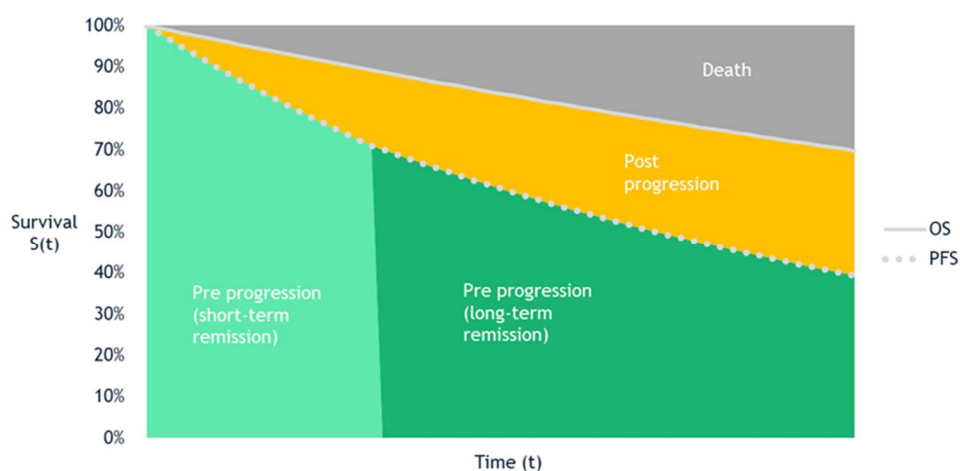 100%
90%
80%
70%
60%
50%
40%
30%
20%
10%
0%
Survival
S(t)
Death
Post
progression
Pre progression
(short-term
remission)
Pre progression
(long-term
remission)
OS
PFS
Time (t)